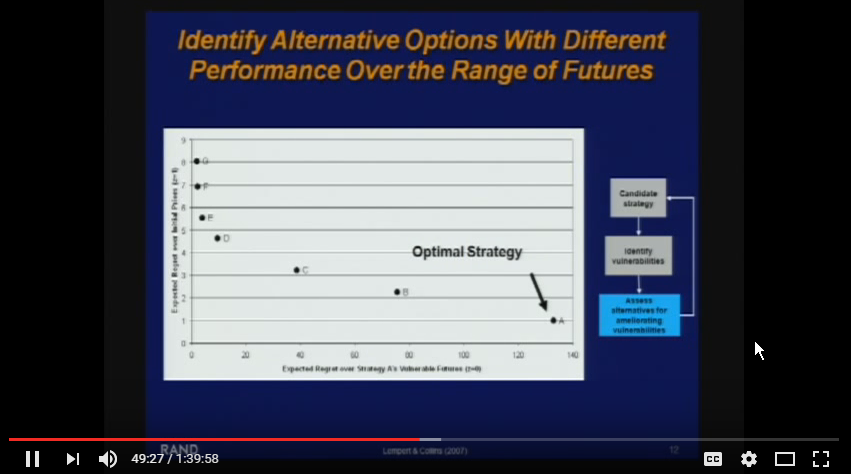 Identify Alternative Options With Different
Performance Over the Range of Futures
9
8
7
6
5
4
3
2
1
0
Expected Regret over Initial Priors (z=1)
G
F
E
D
C
B
A
Optimal Strategy
0 20 40 60 80 100 120 140
Expected Regret over Strategy A's Vulnerable Futures (z=0)
Candidate
strategy
Identify
vulnerabilities
Assess
alternatives for
ameliorating
vulnerabilities
RAND
Lempert & Collins (2007)
12
49:27 / 1:39:58
CC